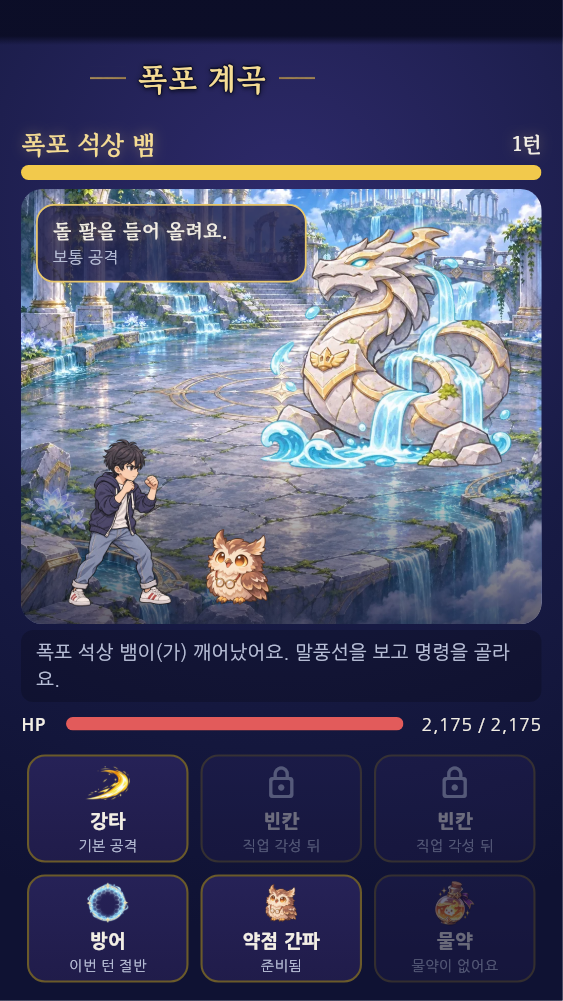 폭포 계곡
폭포 석상 뱀
1턴
돌 팔을 들어 올려요.
보통 공격
폭포 석상 뱀이(가) 깨어났어요. 말풍선을 보고 명령을 골라
요.
HP
2,175 / 2,175
강타
기본 공격
빈칸
직업 각성 뒤
빈칸
직업 각성 뒤
방어
이번 턴 절반
약점 간파
준비됨
물약
물약이 없어요